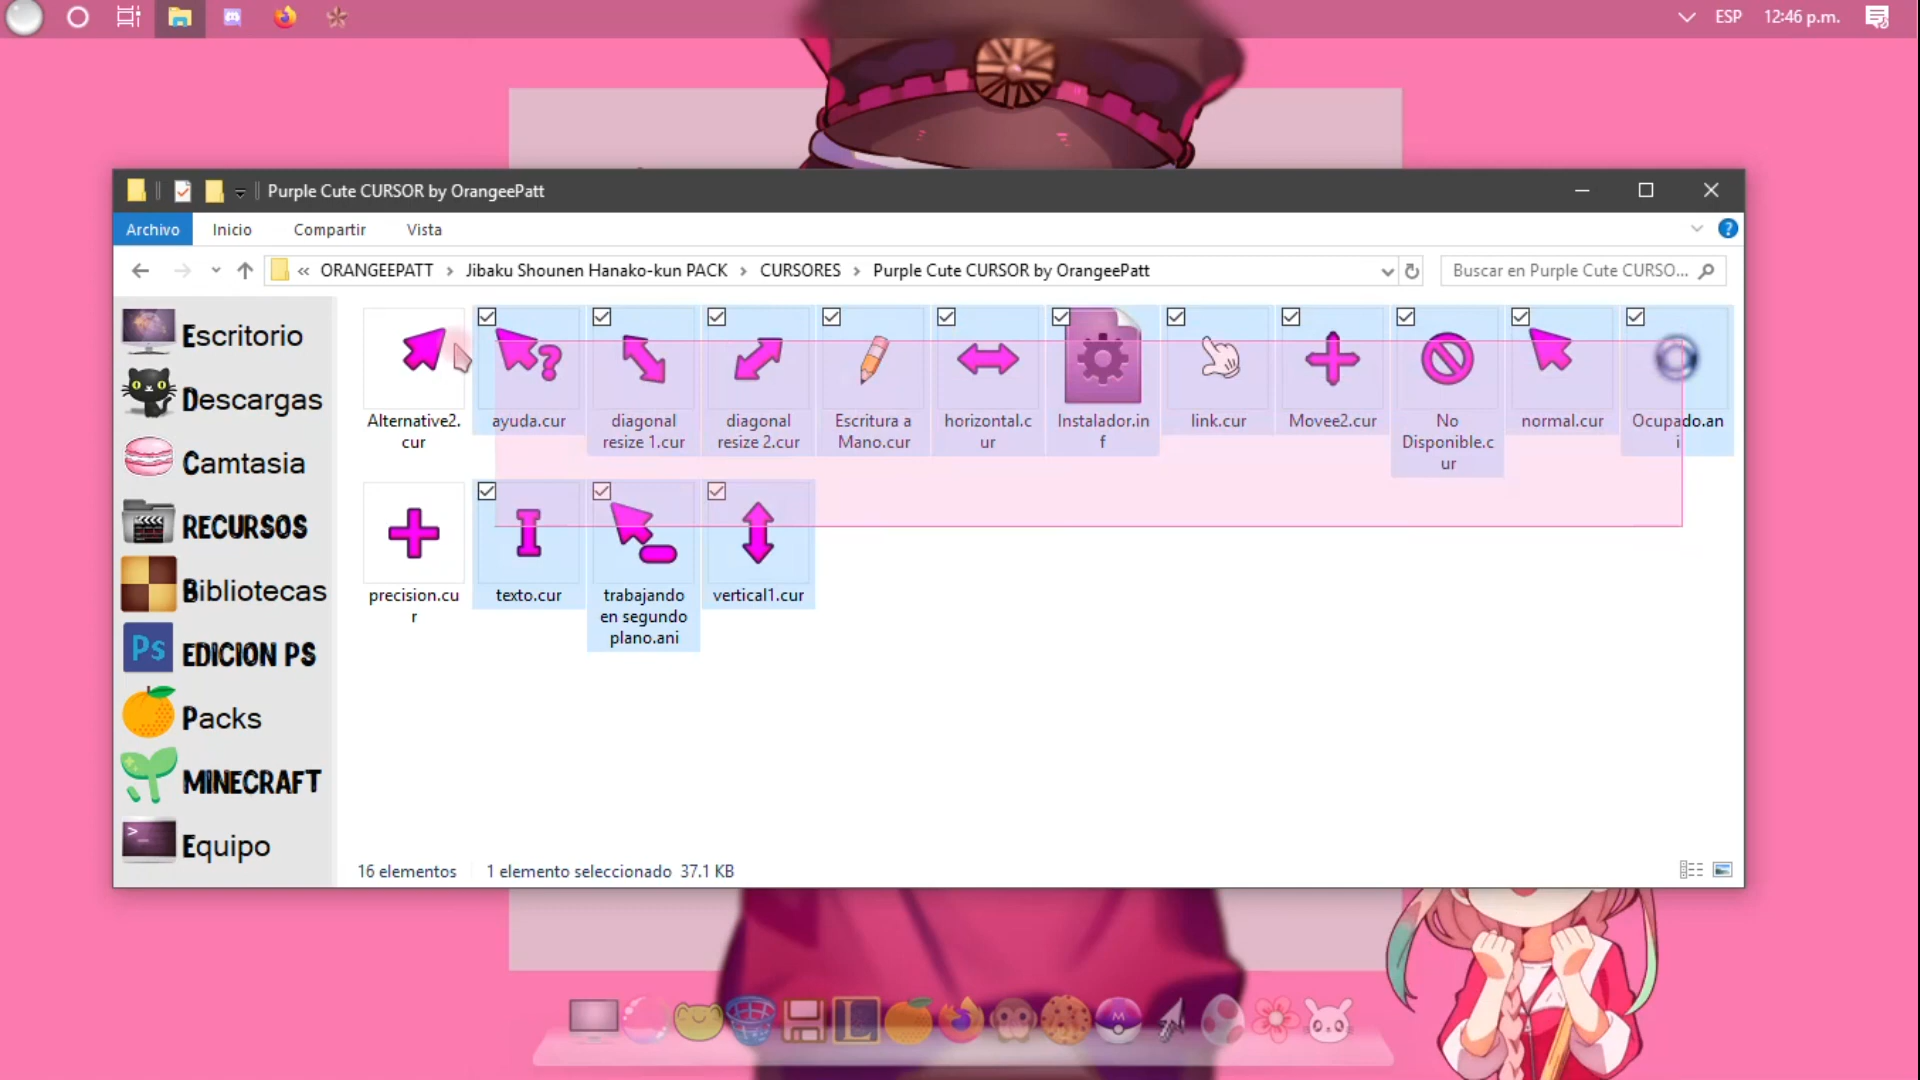 ESP 12:46 p.m.
Purple Cute CURSOR by OrangeePatt
Archivo Inicio Compartir Vista
« ORANGEEPATT › Jibaku Shounen Hanako-kun PACK › CURSORES › Purple Cute CURSOR by OrangeePatt
Buscar en Purple Cute CURSO...
Escritorio
Descargas
Camtasia
RECURSOS
Bibliotecas
Ps EDICION PS
Packs
MINECRAFT
Equipo
Alternative2.
cur
ayuda.cur
diagonal
resize 1.cur
diagonal
resize 2.cur
Escritura a
Mano.cur
horizontal.c
ur
Instalador.in
f
link.cur
Movee2.cur
No
Disponible.c
ur
normal.cur
Ocupado.an
i
precision.cu
r
texto.cur
trabajando
en segundo
plano.ani
vertical1.cur
16 elementos 1 elemento seleccionado 37.1 KB
L
M